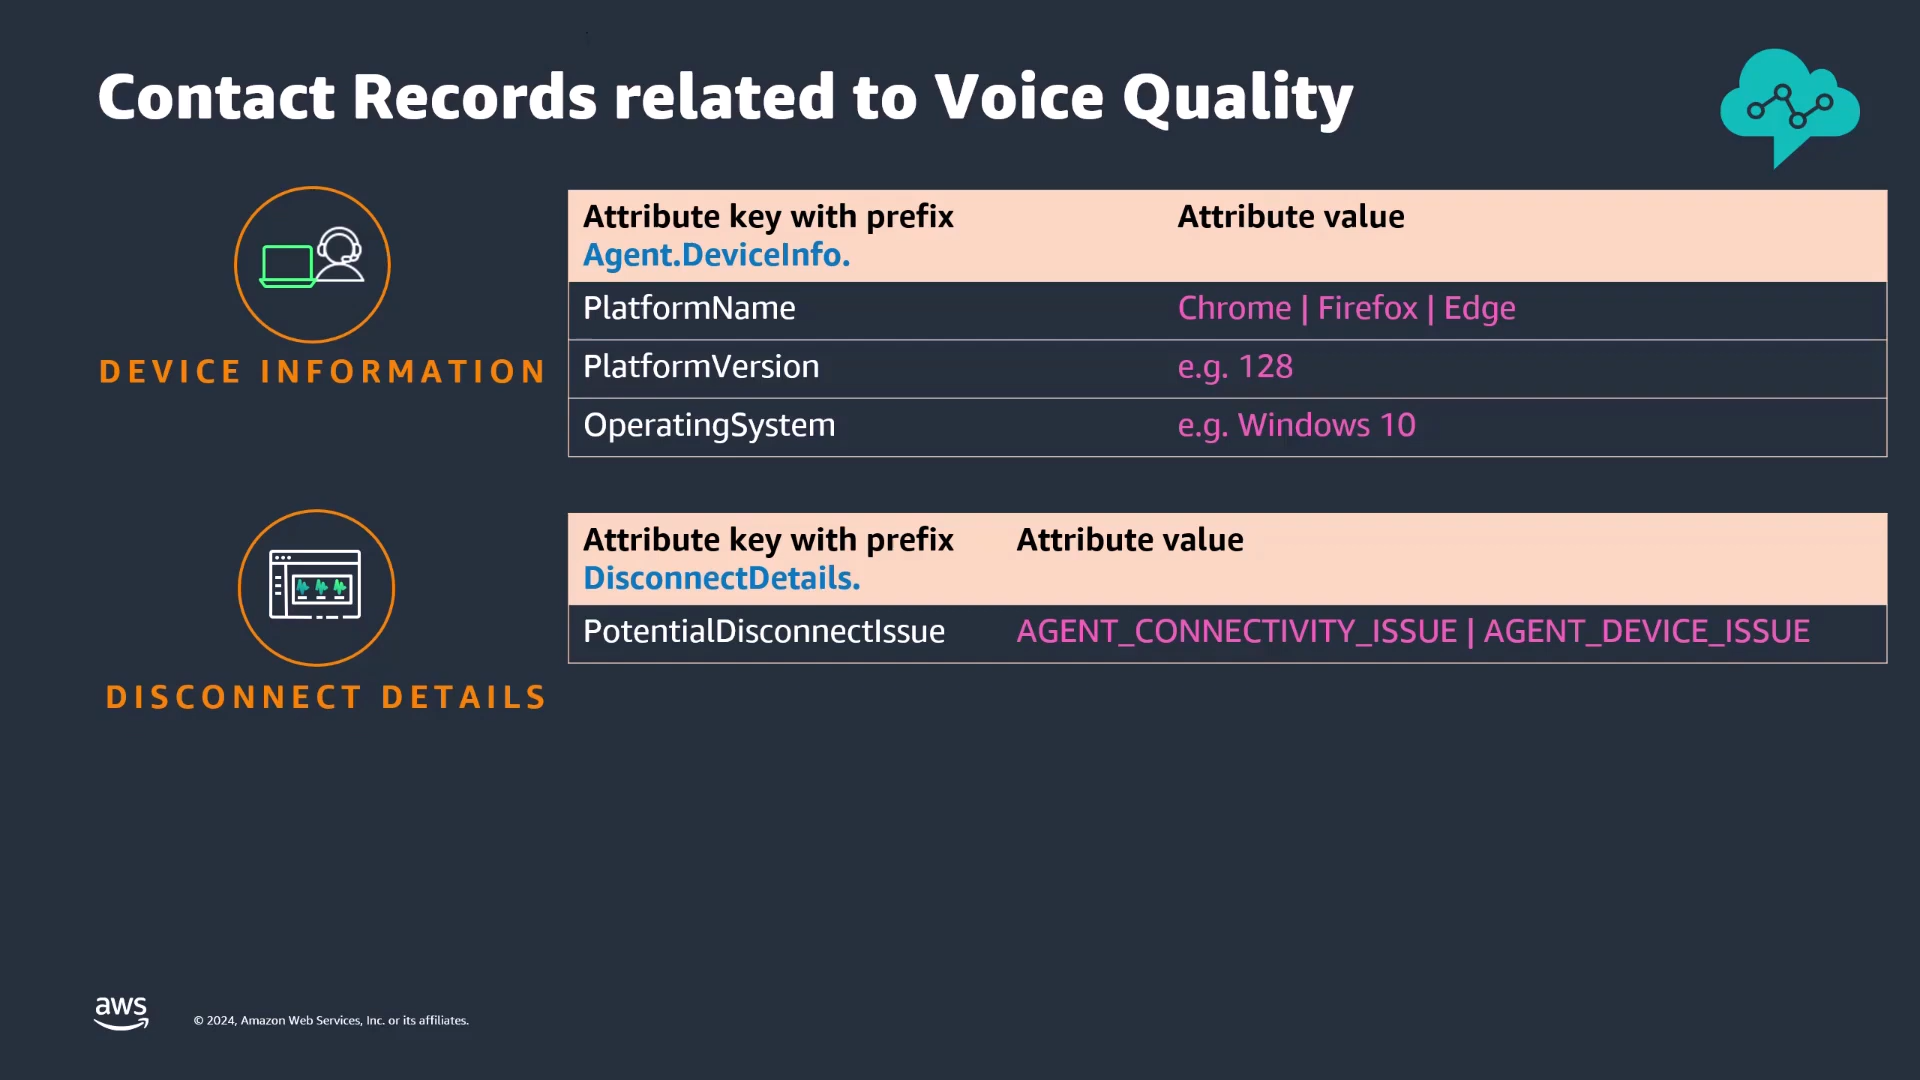 Contact Records related to Voice Quality
Attribute key with prefix Attribute value
Agent.DeviceInfo.
PlatformName Chrome | Firefox | Edge
PlatformVersion e.g. 128
OperatingSystem e.g. Windows 10
DEVICE INFORMATION
Attribute key with prefix Attribute value
DisconnectDetails.
PotentialDisconnectIssue AGENT_CONNECTIVITY_ISSUE | AGENT_DEVICE_ISSUE
DISCONNECT DETAILS
aws
© 2024, Amazon Web Services, Inc. or its affiliates.